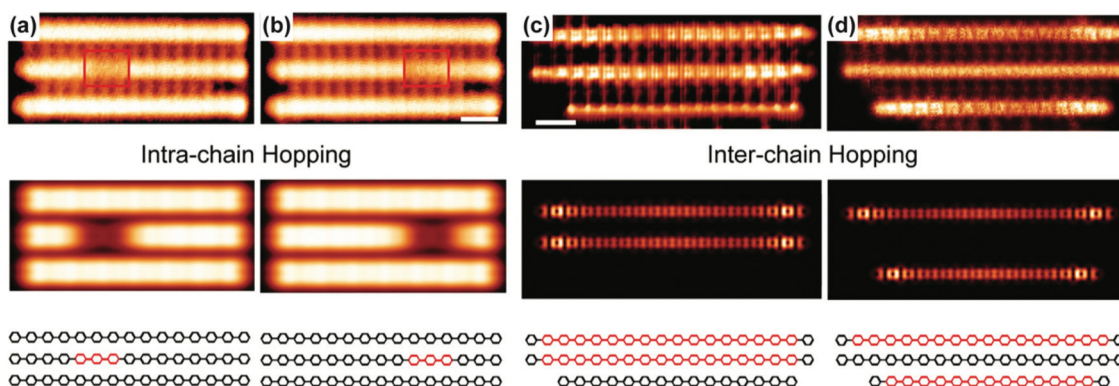 (a)
(b)
(c)
(d)
Intra-chain Hopping
Inter-chain Hopping